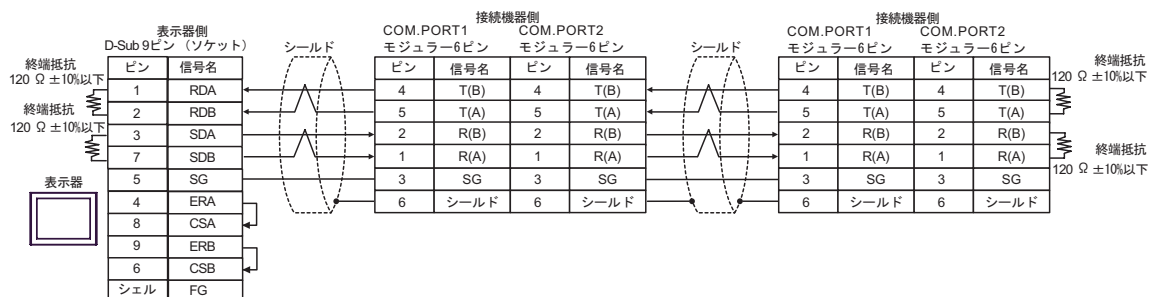 表示器側
D-Sub 9ピン (ソケット)
シールド
接続機器側
COM.PORT1 COM.PORT2
モジュラー6ピン モジュラー6ピン
シールド
接続機器側
COM.PORT1 COM.PORT2
モジュラー6ピン モジュラー6ピン
終端抵抗
120 Ω ±10%以下
終端抵抗
120 Ω ±10%以下
表示器
ピン 信号名
1 RDA
2 RDB
3 SDA
7 SDB
5 SG
4 ERA
8 CSA
9 ERB
6 CSB
シェル FG
ピン 信号名 ピン 信号名
4 T(B) 4 T(B)
5 T(A) 5 T(A)
2 R(B) 2 R(B)
1 R(A) 1 R(A)
3 SG 3 SG
6 シールド 6 シールド
ピン 信号名 ピン 信号名
4 T(B) 4 T(B)
5 T(A) 5 T(A)
2 R(B) 2 R(B)
1 R(A) 1 R(A)
3 SG 3 SG
6 シールド 6 シールド
終端抵抗
120 Ω ±10%以下
終端抵抗
120 Ω ±10%以下